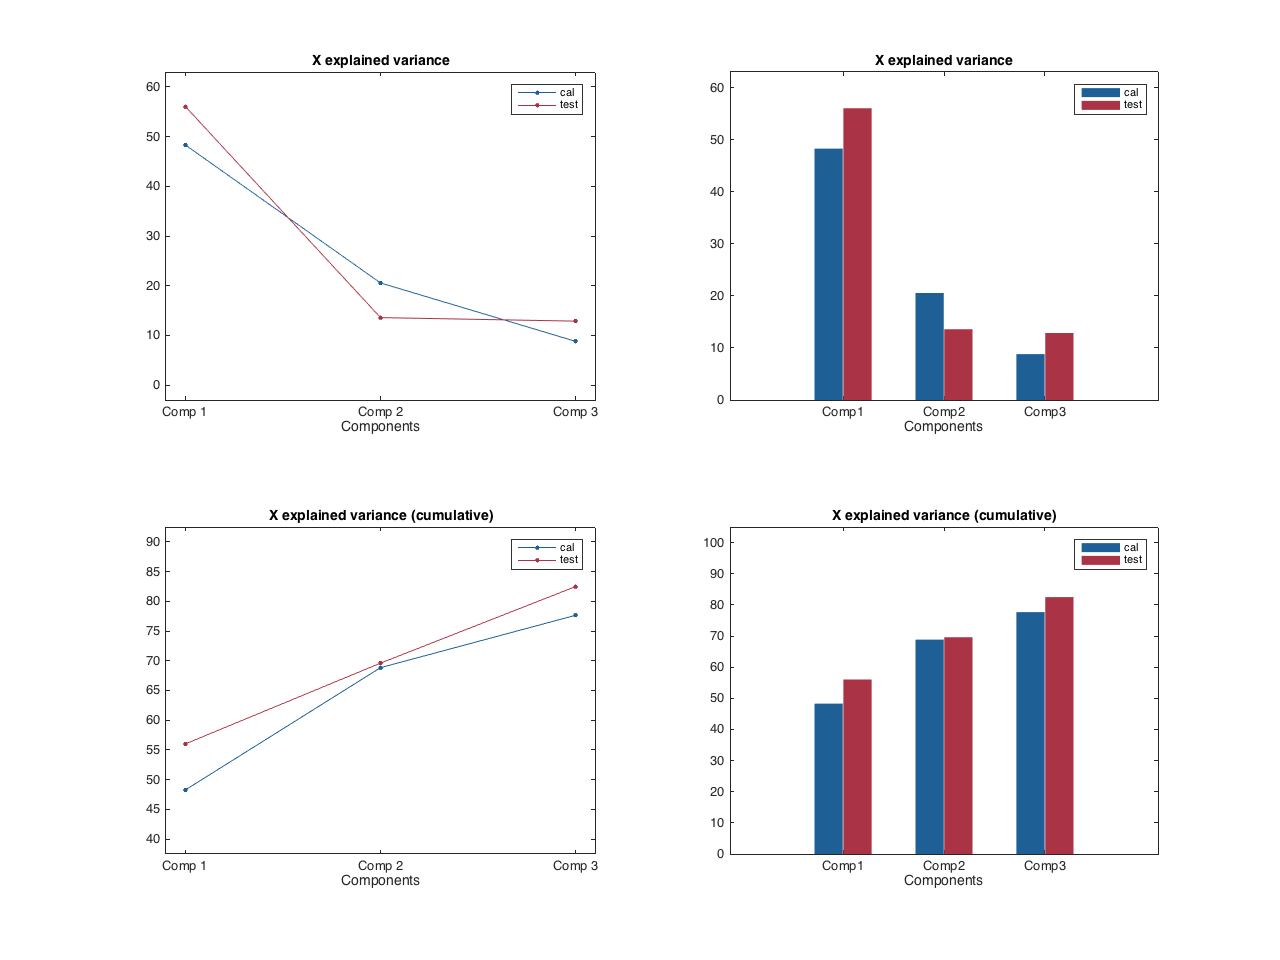 X explained variance
60
50
40
30
20
10
0
cal
test
Comp 1 Comp 2 Comp 3
Components
X explained variance
60
50
40
30
20
10
0
cal
test
Comp1 Comp2 Comp3
Components
X explained variance (cumulative)
90
85
80
75
70
65
60
55
50
45
40
cal
test
Comp 1 Comp 2 Comp 3
Components
X explained variance (cumulative)
100
90
80
70
60
50
40
30
20
10
0
cal
test
Comp1 Comp2 Comp3
Components